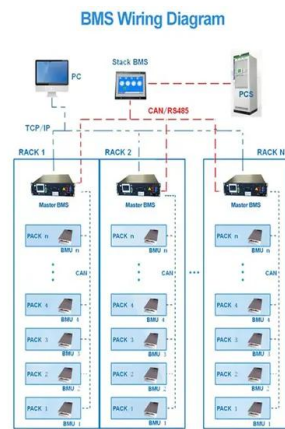 BMS Wiring Diagram
PC
Stack BMS
PCS
CAN/RS485
TCP/IP
RACK 1
RACK 2
RACK N
Master BMS
Master BMS
Master BMS
PACK n
BMU n
PACK n
BMU n
PACK n
BMU n
CAN
CAN
CAN
PACK 4
BMU 4
PACK 4
BMU 4
PACK 4
BMU 4
PACK 3
BMU 3
PACK 3
BMU 3
PACK 3
BMU 3
PACK 2
BMU 2
PACK 2
BMU 2
PACK 2
BMU 2
PACK 1
BMU 1
PACK 1
BMU 1
PACK 1
BMU 1